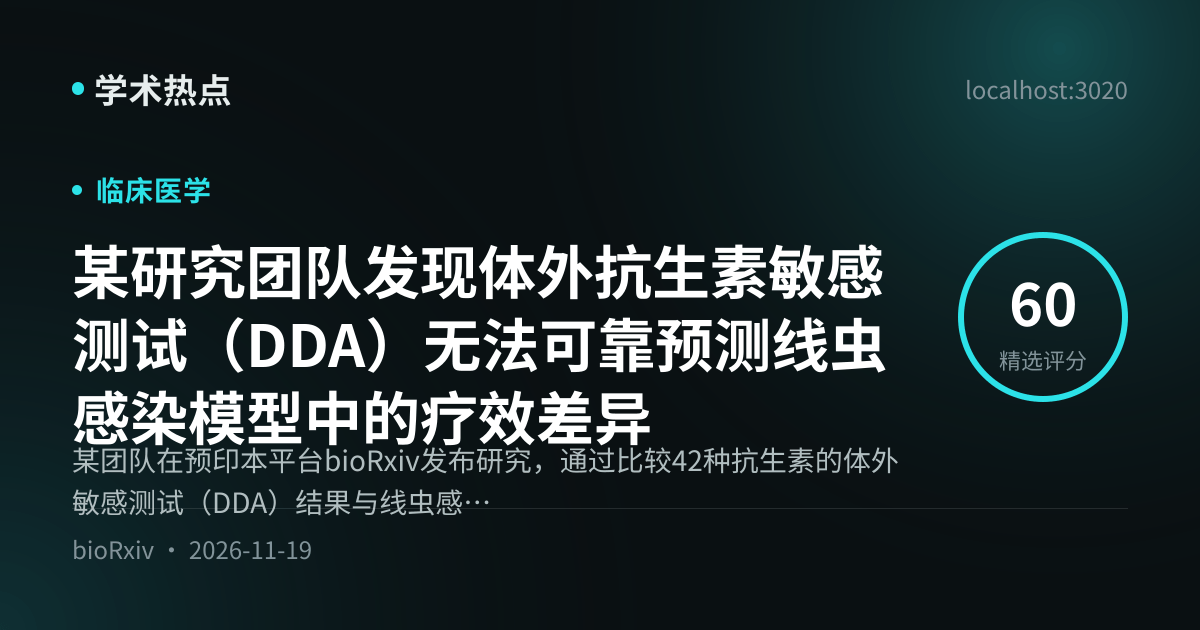 学术热点
localhost:3020
临床医学
某研究团队发现体外抗生素敏感
测试（DDA）无法可靠预测线虫
感染模型中的疗效差异
60
精选评分
某团队在预印本平台bioRxiv发布研究，通过比较42种抗生素的体外
敏感测试（DDA）结果与线虫感…
bioRxiv · 2026-11-19